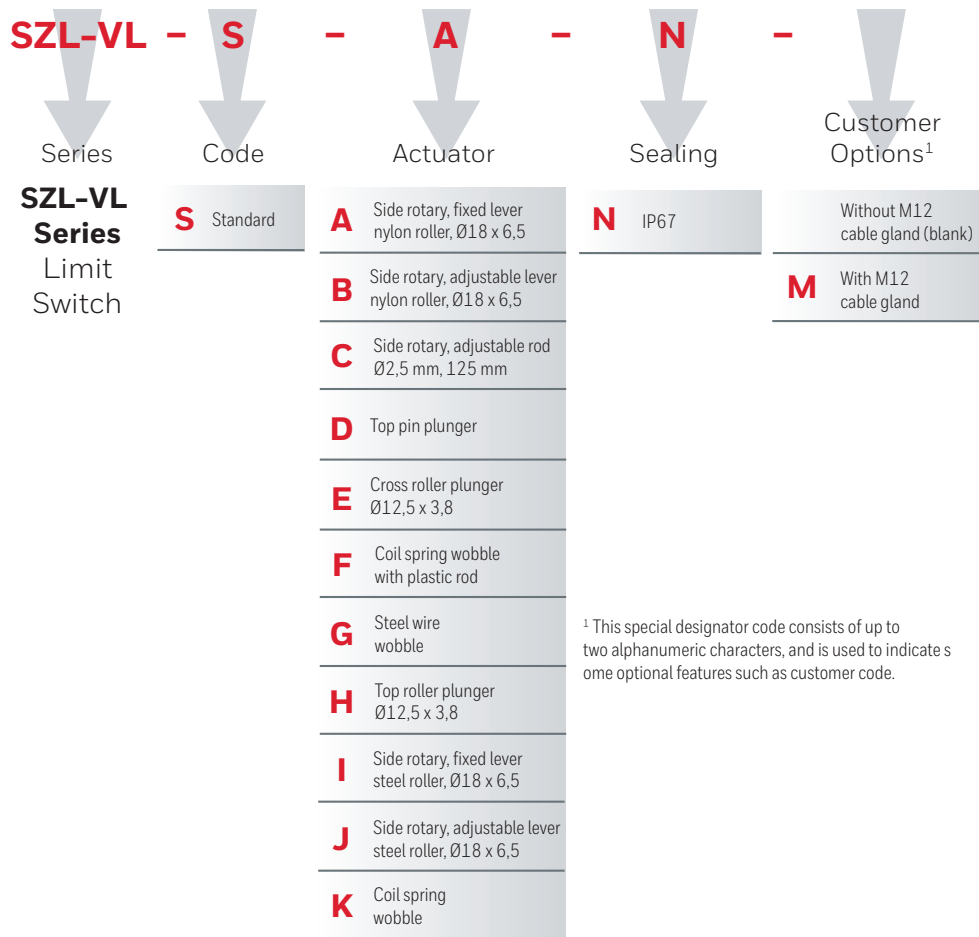 SZL-VL – S – A – N –
Series
Code
Actuator
Sealing
Customer
Options1
SZL-VL
Series
Limit
Switch
S Standard
A Side rotary, fixed lever
nylon roller, Ø18 x 6,5
B Side rotary, adjustable lever
nylon roller, Ø18 x 6,5
C Side rotary, adjustable rod
Ø2,5 mm, 125 mm
D Top pin plunger
E Cross roller plunger
Ø12,5 x 3,8
F Coil spring wobble
with plastic rod
G Steel wire
wobble
H Top roller plunger
Ø12,5 x 3,8
I Side rotary, fixed lever
steel roller, Ø18 x 6,5
J Side rotary, adjustable lever
steel roller, Ø18 x 6,5
K Coil spring
wobble
N IP67
Without M12
cable gland (blank)
M With M12
cable gland
1 This special designator code consists of up to
two alphanumeric characters, and is used to indicate s
ome optional features such as customer code.